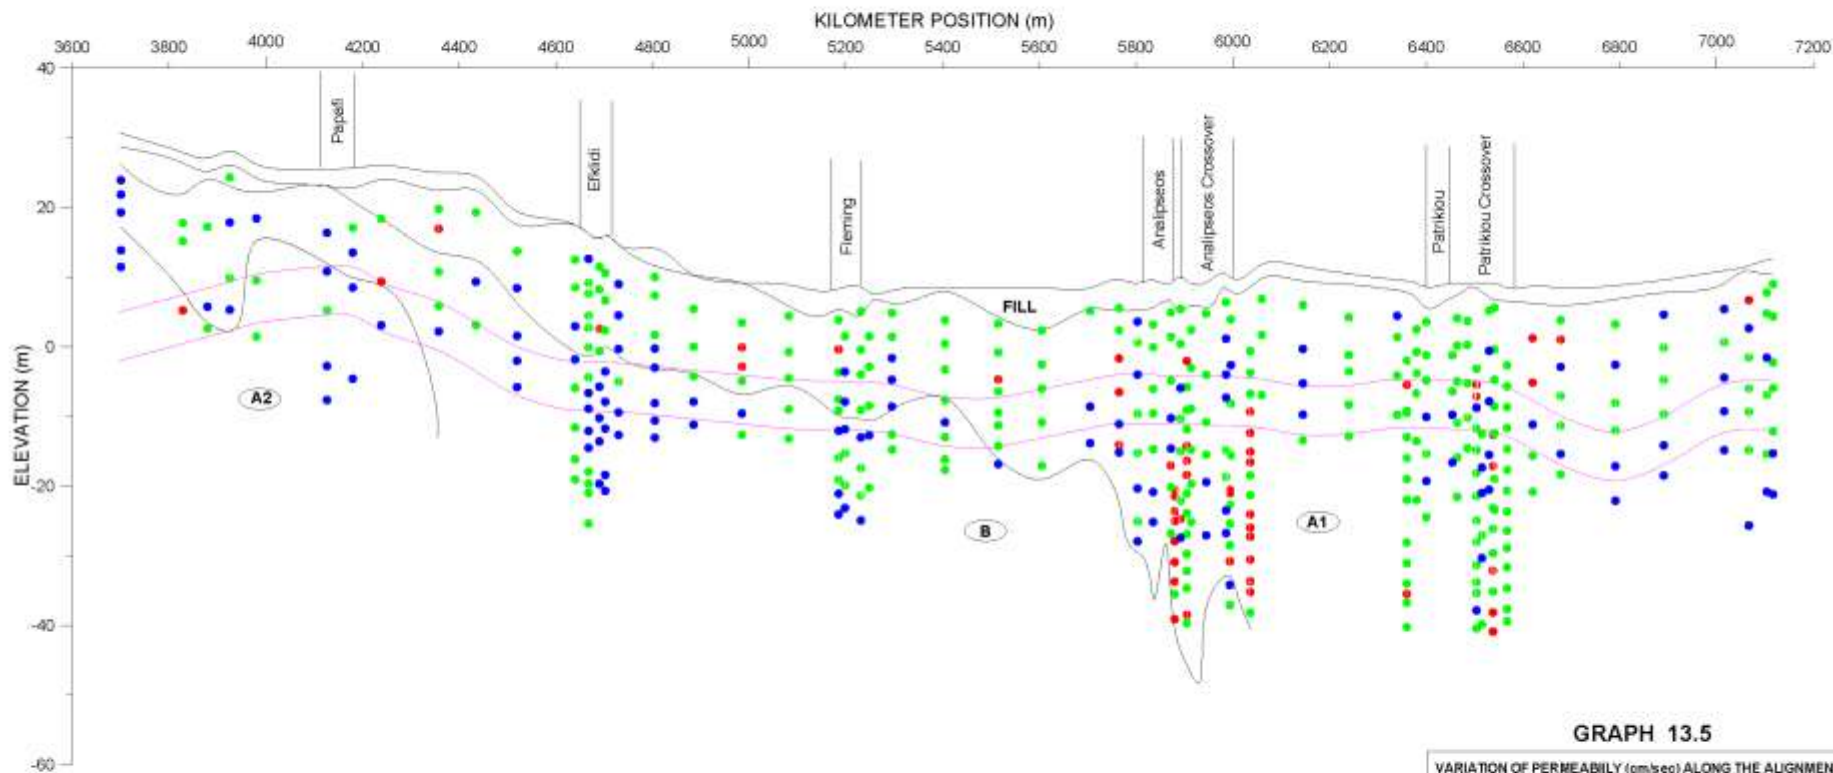 KILOMETER POSITION (m)
3600 3800 4000 4200 4400 4600 4800 5000 5200 5400 5600 5800 6000 6200 6400 6600 6800 7000 7200
40
20
0
-20
-40
-60
ELEVATION (m)
Papafi
Efklidi
Fleming
Analipseos
Analipseos Crossover
Patrikiou
Patrikiou Crossover
FILL
A2
B
A1
GRAPH 13.5
VARIATION OF PERMEABIILY (cm/sec) ALONG THE ALIGNMEN